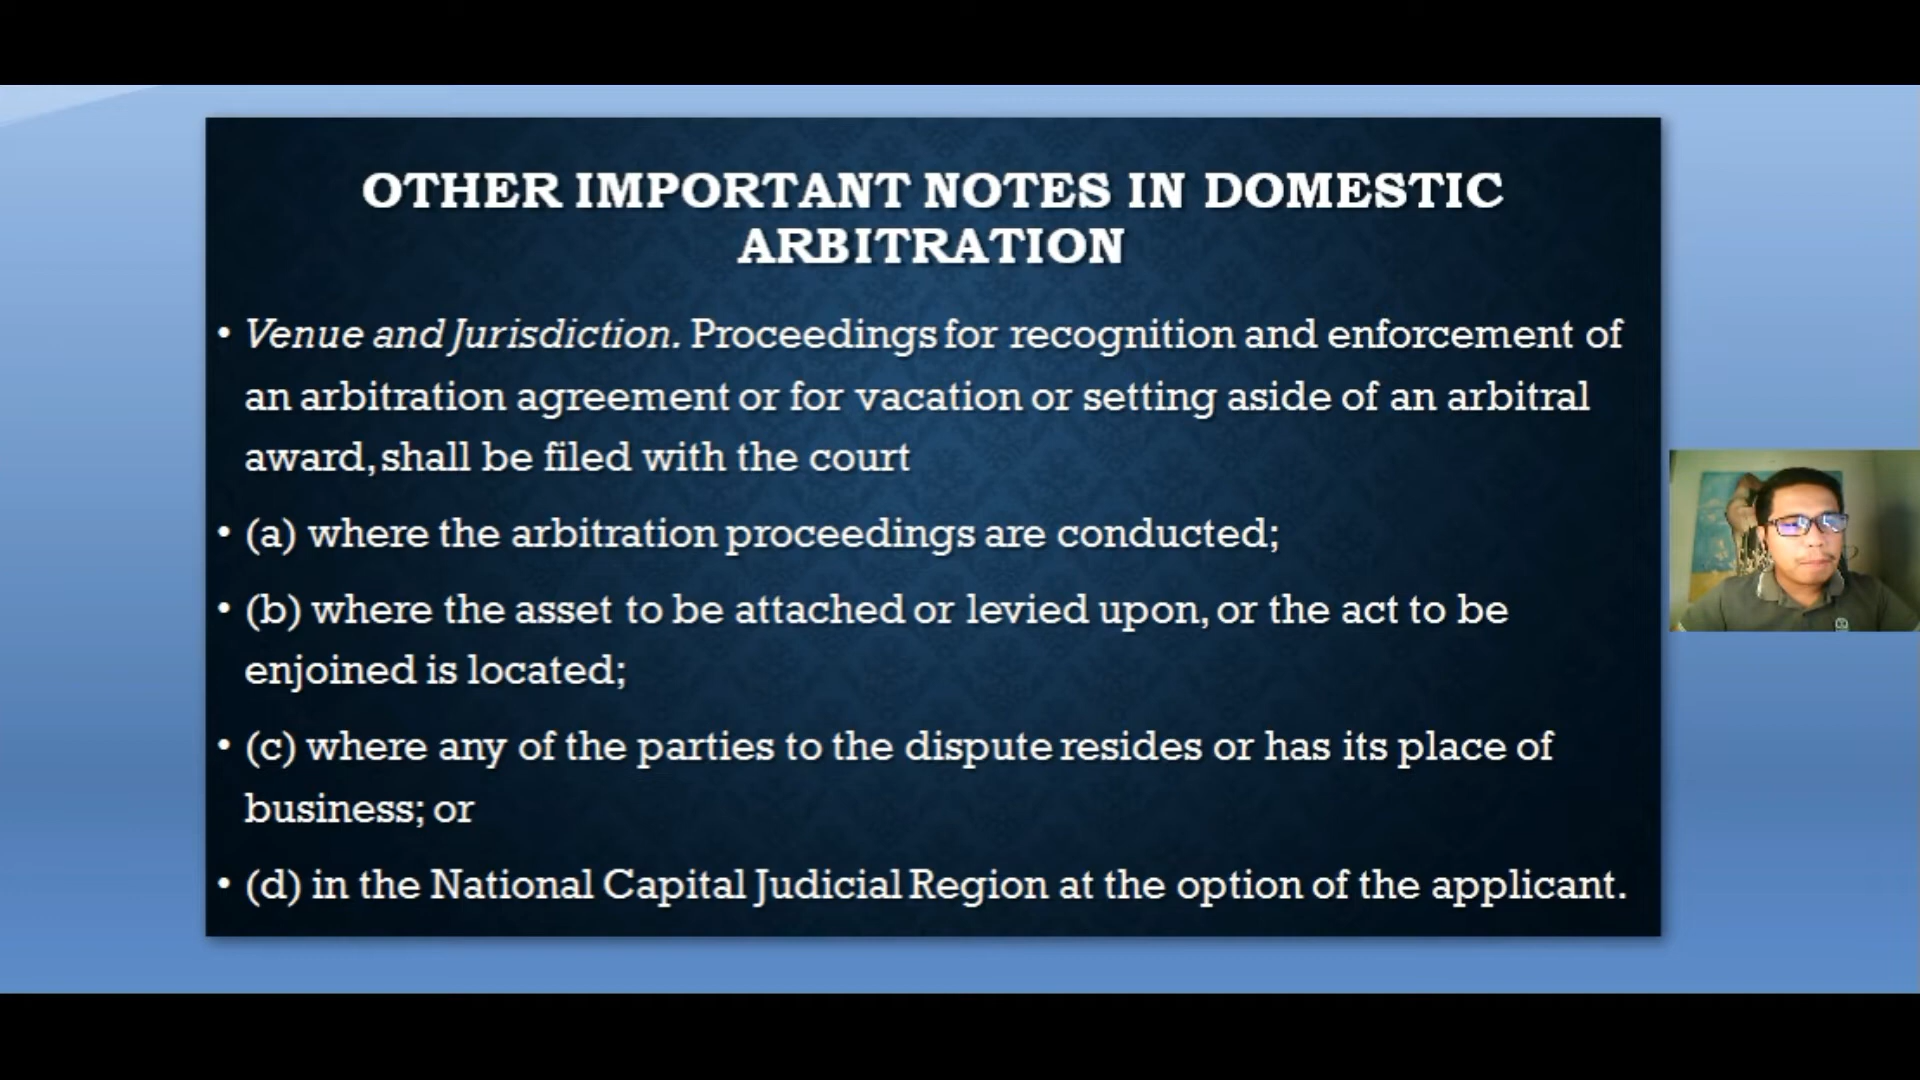 OTHER IMPORTANT NOTES IN DOMESTIC
ARBITRATION
• Venue and Jurisdiction. Proceedings for recognition and enforcement of
an arbitration agreement or for vacation or setting aside of an arbitral
award, shall be filed with the court
• (a) where the arbitration proceedings are conducted;
• (b) where the asset to be attached or levied upon, or the act to be
enjoined is located;
• (c) where any of the parties to the dispute resides or has its place of
business; or
• (d) in the National Capital Judicial Region at the option of the applicant.